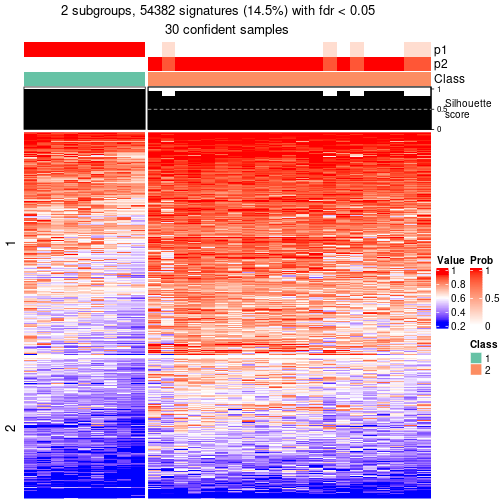 2 subgroups, 54382 signatures (14.5%) with fdr < 0.05
30 confident samples
p1
p2
Class
1
0.5
0
Silhouette
score
1
2
Value
1
0.8
0.6
0.4
0.2
Prob
1
0.5
0
Class
1
2